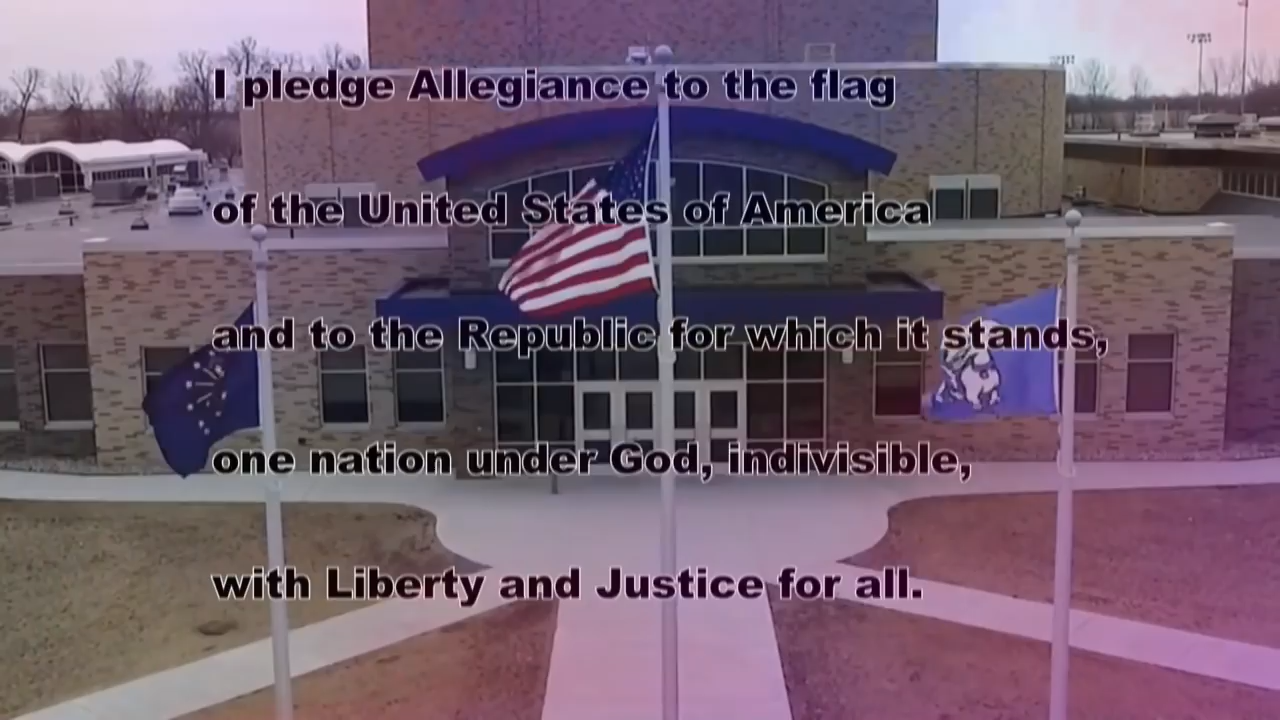 I pledge Allegiance to the flag
of the United States of America
and to the Republic for which it stands,
one nation under God, indivisible,
with Liberty and Justice for all.